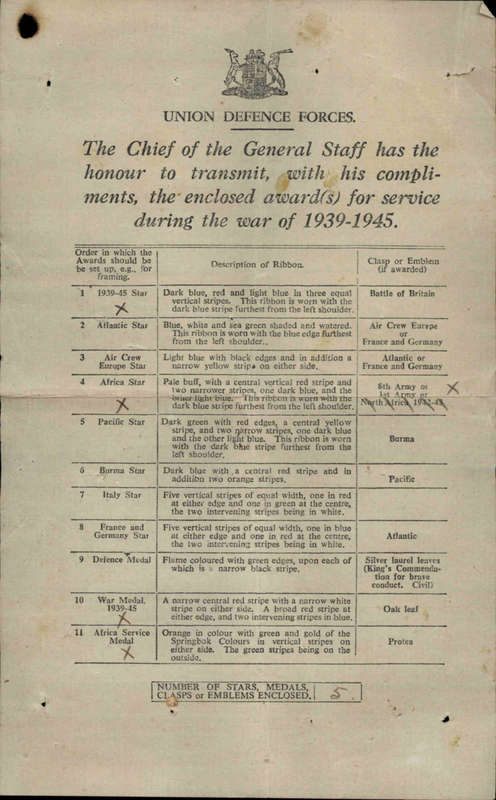 UNION DEFENCE FORCES.
The Chief of the General Staff has the
honour to transmit, with his compli-
ments, the enclosed award(s) for service
during the war of 1939-1945.
Order in which the
Awards should be
be set up, e.g., for
framing.
Description of Ribbon.
Clasp or Emblem
(if awarded)
1 1939-45 Star
X
Dark blue, red and light blue in three equal
vertical stripes. This ribbon is worn with the
dark blue stripe furthest from the left shoulder.
Battle of Britain
2 Atlantic Star
Blue, white and sea green shaded and watered.
This ribbon is worn with the blue edge furthest
from the left shoulder..
Air Crew Europe
or
France and Germany
3 Air Crew
Europe Star
Light blue with black edges and in addition a
narrow yellow stripe on either side.
Atlantic or
France and Germany
4 Africa Star
X
Pale buff, with a central vertical red stripe and
two narrower stripes, one dark blue, and the
other light blue. This ribbon is worn with the
dark blue stripe furthest from the left shoulder.
8th Army or X
1st Army or
North Africa 1942-43
5 Pacific Star
Dark green with red edges, a central yellow
stripe, and two narrow stripes, one dark blue
and the other light blue. This ribbon is worn
with the dark blue stripe furthest from the
left shoulder.
Burma
6 Burma Star
Dark blue with a central red stripe and in
addition two orange stripes.
Pacific
7 Italy Star
Five vertical stripes of equal width, one in red
at either edge and one in green at the centre,
the two intervening stripes being in white.
8 France and
Germany Star
Five vertical stripes of equal width, one in blue
at either edge and one in red at the centre,
the two intervening stripes being in white.
Atlantic
9 Defence Medal
Flame coloured with green edges, upon each of
which is a narrow black stripe.
Silver laurel leaves
(King's Commenda-
tion for brave
conduct. Civil)
10 War Medal,
1939-45
X
A narrow central red stripe with a narrow white
stripe on either side. A broad red stripe at
either edge, and two intervening stripes in blue.
Oak leaf
11 Africa Service
Medal
X
Orange in colour with green and gold of the
Springbok Colours in vertical stripes on
either side. The green stripes being on the
outside.
Protea
NUMBER OF STARS, MEDALS,
CLASPS or EMBLEMS ENCLOSED. 5